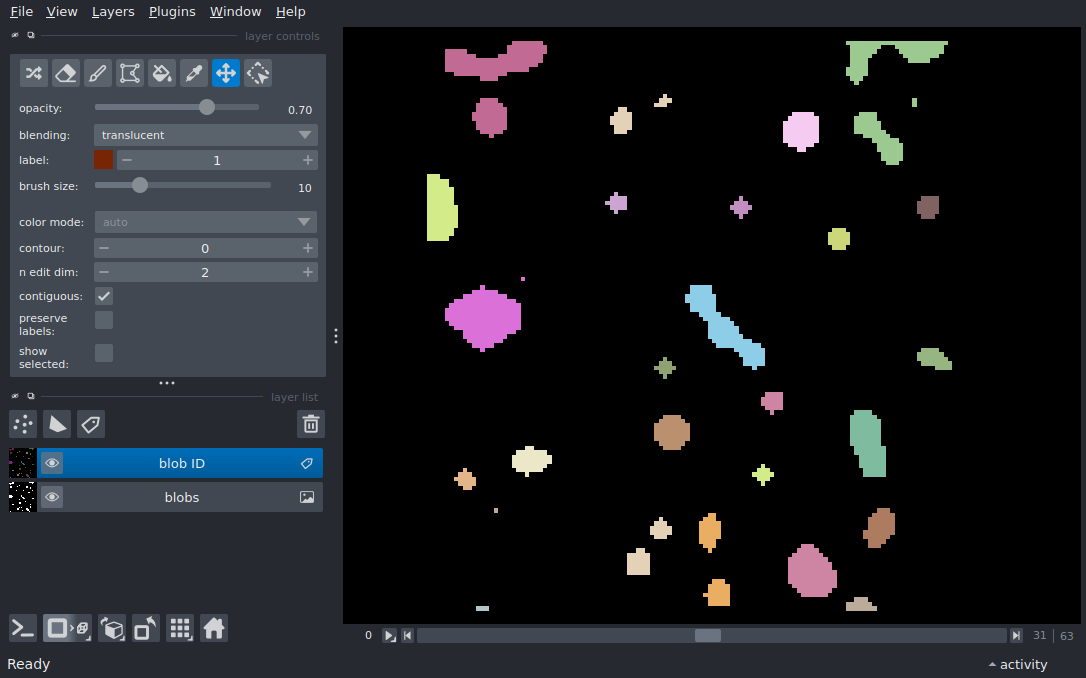 File View Layers Plugins Window Help
layer controls
opacity: 0.70
blending: translucent
label: 1
brush size: 10
color mode: auto
contour: 0
n edit dim: 2
contiguous:
preserve
labels:
show
selected:
layer list
blob ID
blobs
0 31 | 63
Ready activity